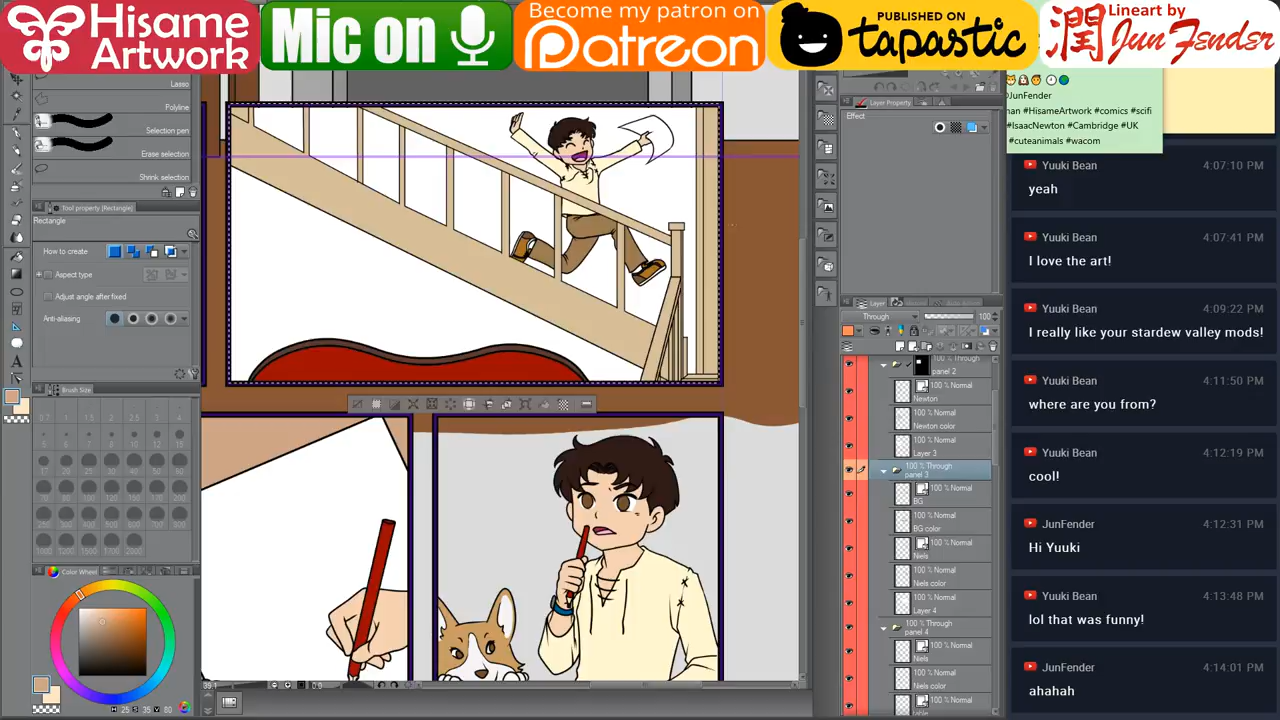 Hisame
Artwork
Mic on
Become my patron on
Patreon
PUBLISHED ON
tapastic
Lineart by
潤 JunFender
Lasso
Polyline
Selection pen
Erase selection
Shrink selection
Tool property [Rectangle]
Rectangle
How to create
Aspect type
Adjust angle after fixed
Anti-aliasing
Brush Size
Color Wheel
Layer Property
Effect
Layer
Through
100
100 % Through
panel 2
100 % Normal
Newton
100 % Normal
Newton color
100 % Normal
Layer 3
100 % Through
panel 3
100 % Normal
BG
100 % Normal
BG color
100 % Normal
Niels
100 % Normal
Niels color
100 % Normal
Layer 4
100 % Through
panel 4
100 % Normal
Niels
100 % Normal
Niels color
100 % Normal
JunFender
#HisameArtwork #comics #scifi
#IsaacNewton #Cambridge #UK
#cuteanimals #wacom
Yuuki Bean 4:07:10 PM
yeah
Yuuki Bean 4:07:41 PM
I love the art!
Yuuki Bean 4:09:22 PM
I really like your stardew valley mods!
Yuuki Bean 4:11:50 PM
where are you from?
Yuuki Bean 4:12:19 PM
cool!
JunFender 4:12:31 PM
Hi Yuuki
Yuuki Bean 4:13:48 PM
lol that was funny!
JunFender 4:14:01 PM
ahahah